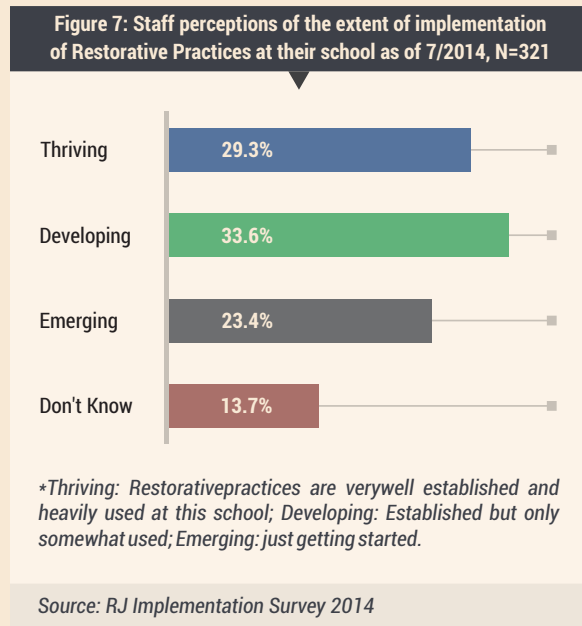 Figure 7: Staff perceptions of the extent of implementation
of Restorative Practices at their school as of 7/2014, N=321
Thriving 29.3%
Developing 33.6%
Emerging 23.4%
Don't Know 13.7%
*Thriving: Restorativepractices are verywell established and
heavily used at this school; Developing: Established but only
somewhat used; Emerging: just getting started.
Source: RJ Implementation Survey 2014